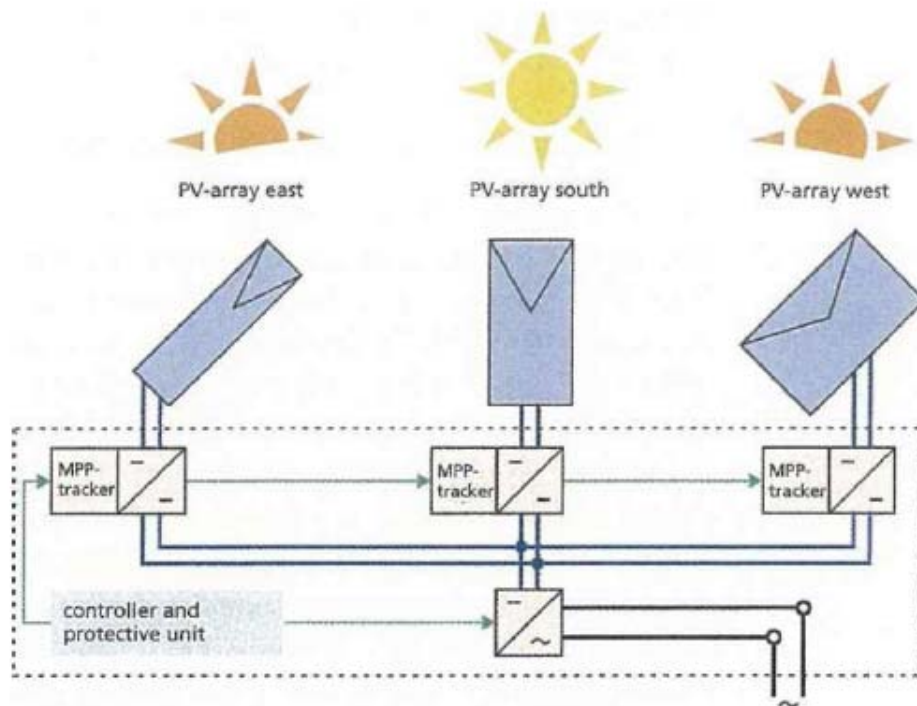 PV-array east
PV-array south
PV-array west
MPP-
tracker
MPP-
tracker
MPP-
tracker
controller and
protective unit